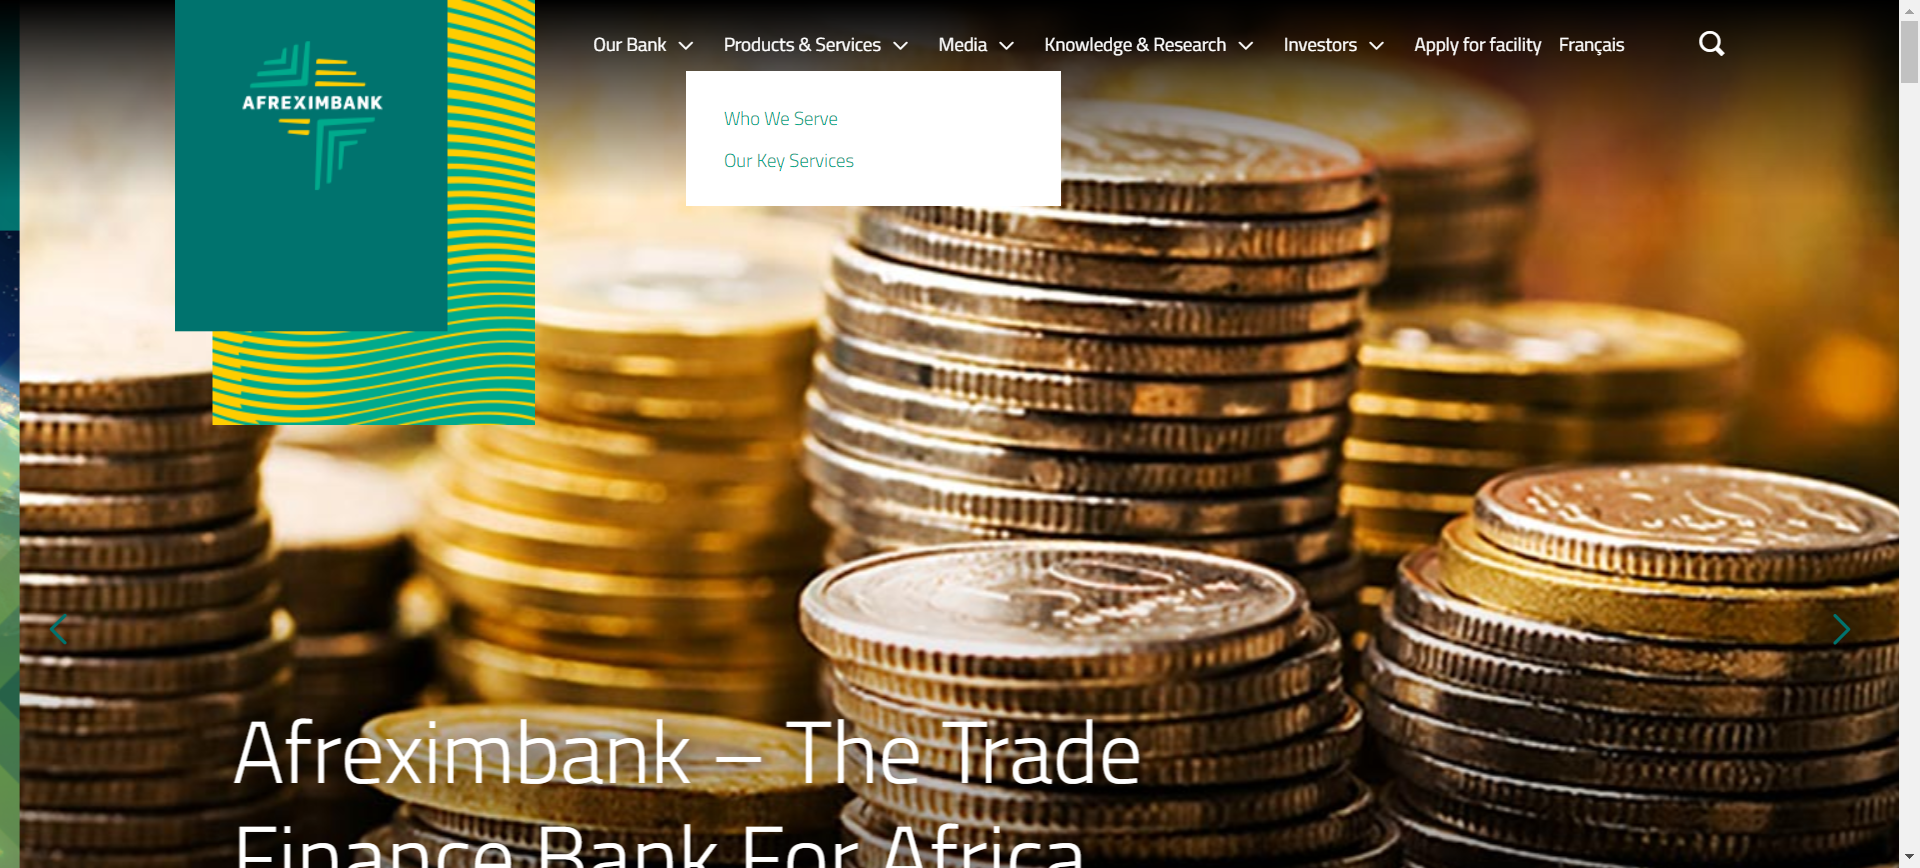 AFREXIMBANK
Our Bank Products & Services Media Knowledge & Research Investors Apply for facility Français
Who We Serve
Our Key Services
Afreximbank – The Trade
Finance Bank For Africa